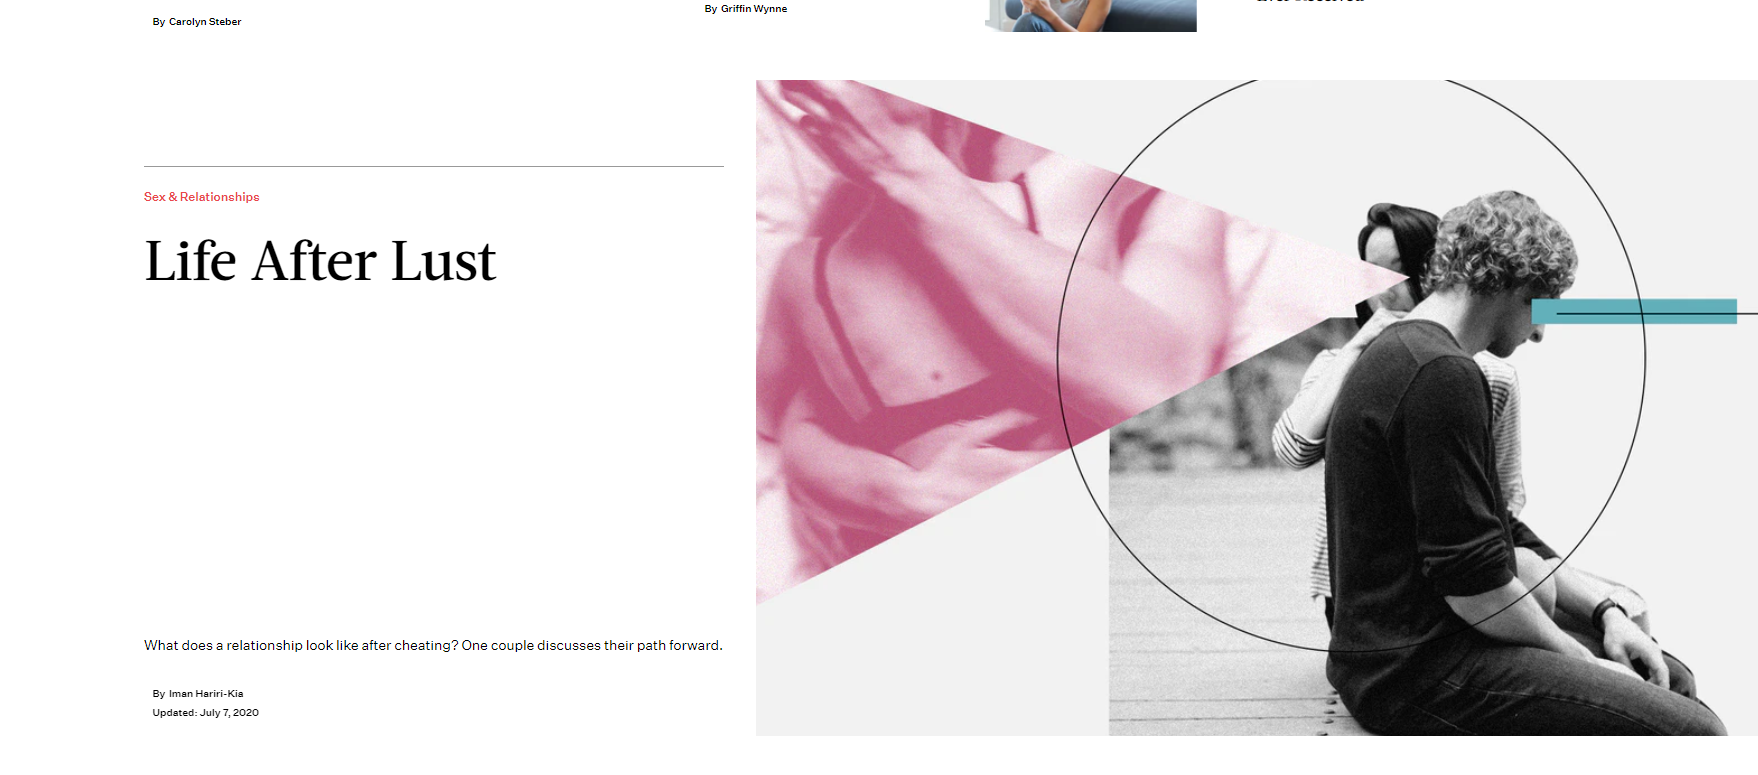 By Carolyn Steber
By Griffin Wynne
Sex & Relationships
Life After Lust
What does a relationship look like after cheating? One couple discusses their path forward.
By Iman Hariri-Kia
Updated: July 7, 2020